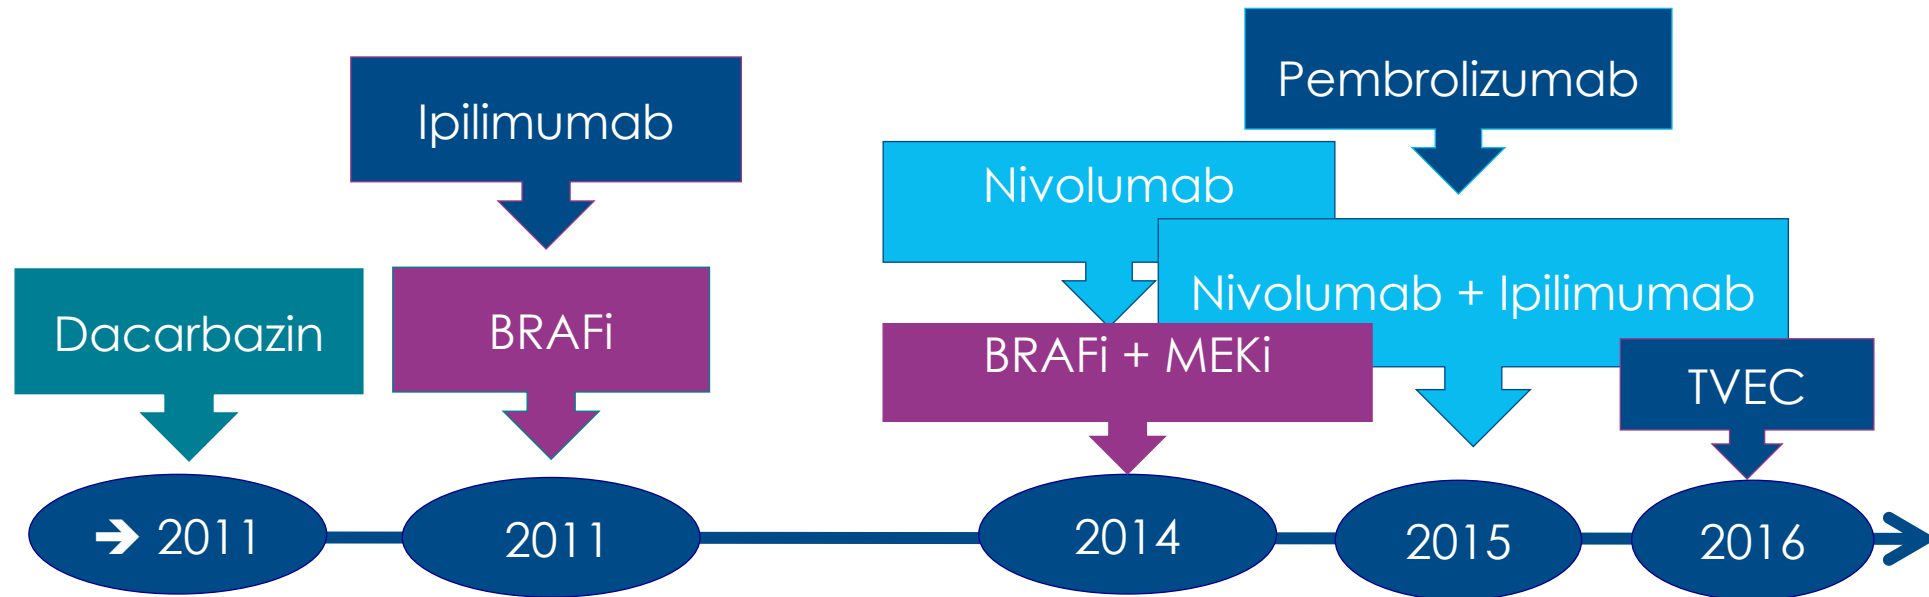 Pembrolizumab
Ipilimumab
Nivolumab
Nivolumab + Ipilimumab
Dacarbazin
BRAFi
BRAFi + MEKi
TVEC
➔ 2011
2011
2014
2015
2016